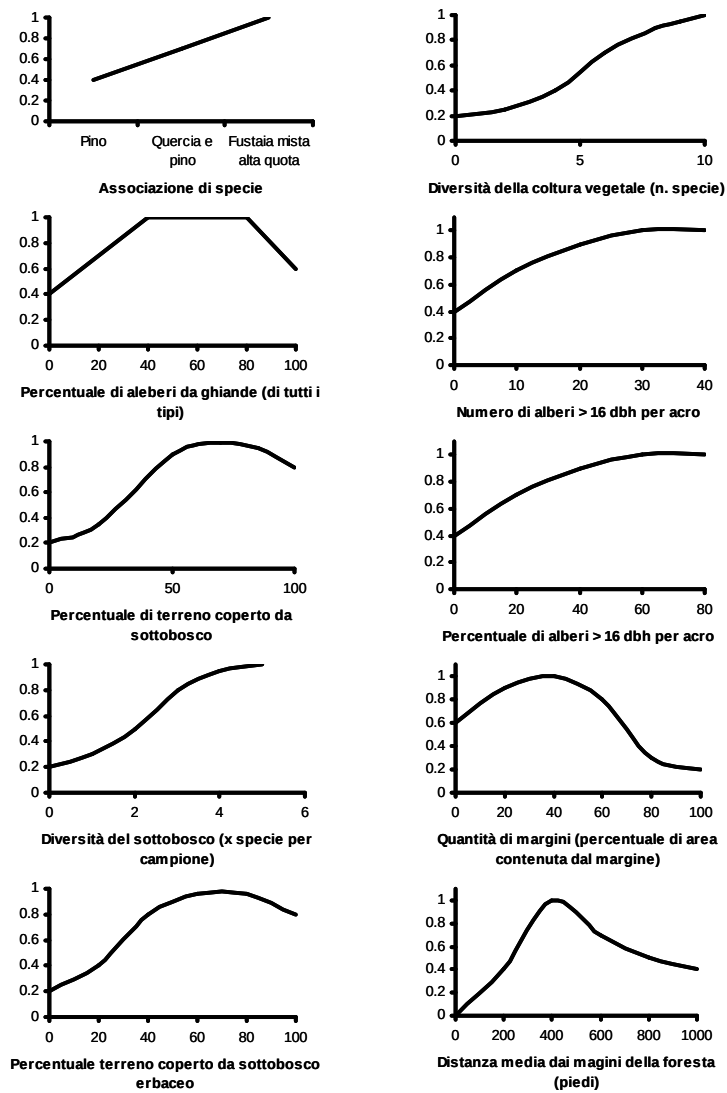 1
0.8
0.6
0.4
0.2
0
Pino
Quercia e
pino
Fustaia mista
alta quota
Associazione di specie
1
0.8
0.6
0.4
0.2
0
0 5 10
Diversità della coltura vegetale (n. specie)
1
0.8
0.6
0.4
0.2
0
0 20 40 60 80 100
Percentuale di aleberi da ghiande (di tutti i
tipi)
1
0.8
0.6
0.4
0.2
0
0 10 20 30 40
Numero di alberi > 16 dbh per acro
1
0.8
0.6
0.4
0.2
0
0 50 100
Percentuale di terreno coperto da
sottobosco
1
0.8
0.6
0.4
0.2
0
0 20 40 60 80
Percentuale di alberi > 16 dbh per acro
1
0.8
0.6
0.4
0.2
0
0 2 4 6
Diversità del sottobosco (x specie per
campione)
1
0.8
0.6
0.4
0.2
0
0 20 40 60 80 100
Quantità di margini (percentuale di area
contenuta dal margine)
1
0.8
0.6
0.4
0.2
0
0 20 40 60 80 100
Percentuale terreno coperto da sottobosco
erbaceo
1
0.8
0.6
0.4
0.2
0
0 200 400 600 800 1000
Distanza media dai magini della foresta
(piedi)